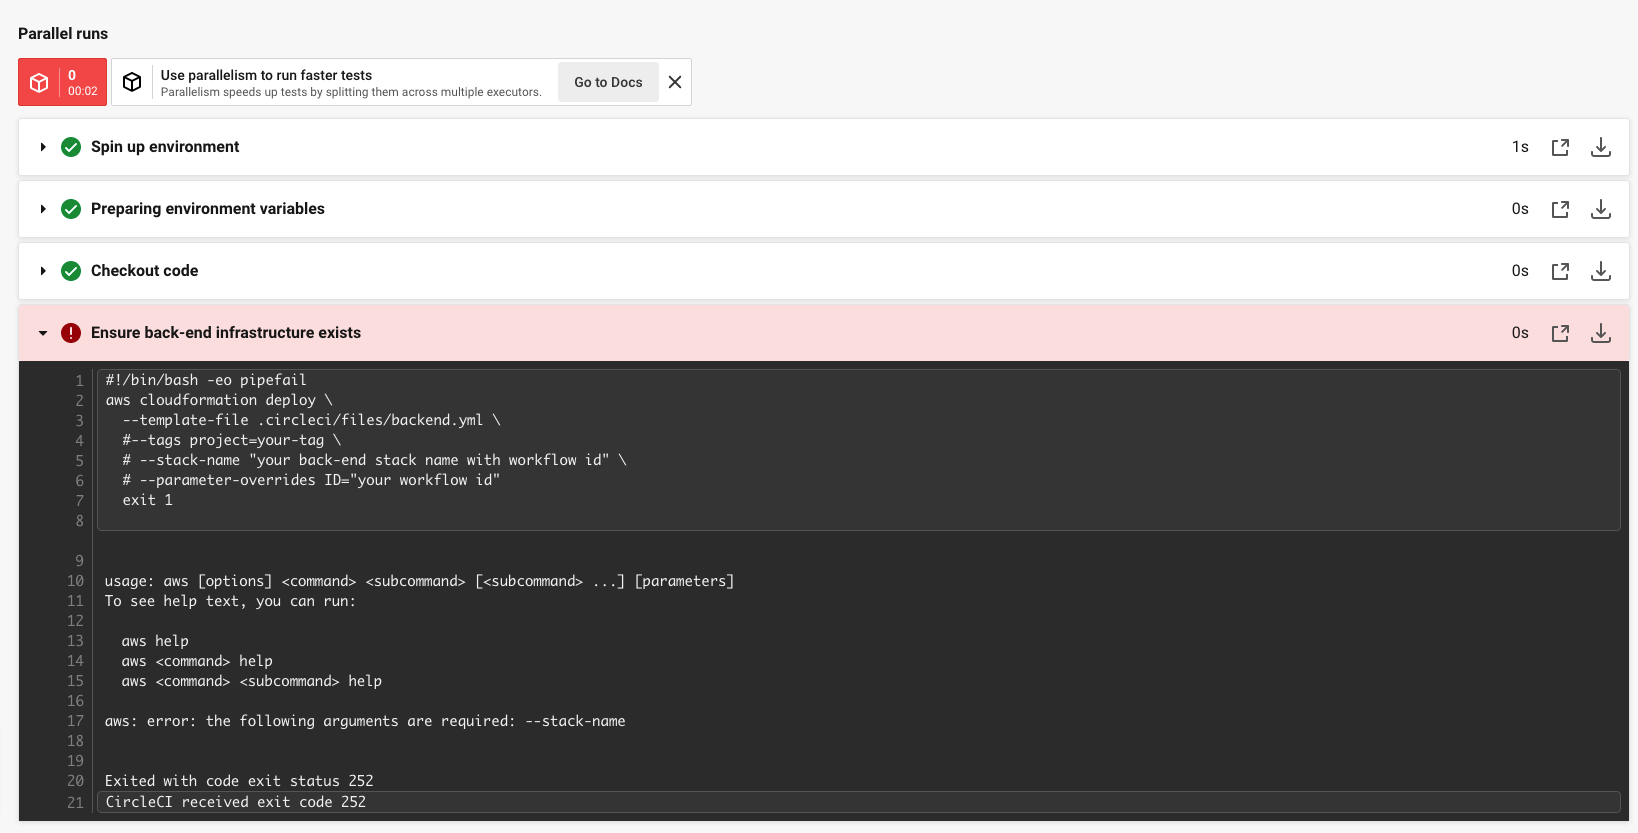 Parallel runs
0
00:02
Use parallelism to run faster tests
Parallelism speeds up tests by splitting them across multiple executors.
Go to Docs
Spin up environment 1s
Preparing environment variables 0s
Checkout code 0s
Ensure back-end infrastructure exists 0s
1 #!/bin/bash -eo pipefail
2 aws cloudformation deploy \
3   --template-file .circleci/files/backend.yml \
4   #--tags project=your-tag \
5   # --stack-name "your back-end stack name with workflow id" \
6   # --parameter-overrides ID="your workflow id"
7   exit 1
8
9
10 usage: aws [options] <command> <subcommand> [<subcommand> ...] [parameters]
11 To see help text, you can run:
12
13   aws help
14   aws <command> help
15   aws <command> <subcommand> help
16
17 aws: error: the following arguments are required: --stack-name
18
19
20 Exited with code exit status 252
21 CircleCI received exit code 252